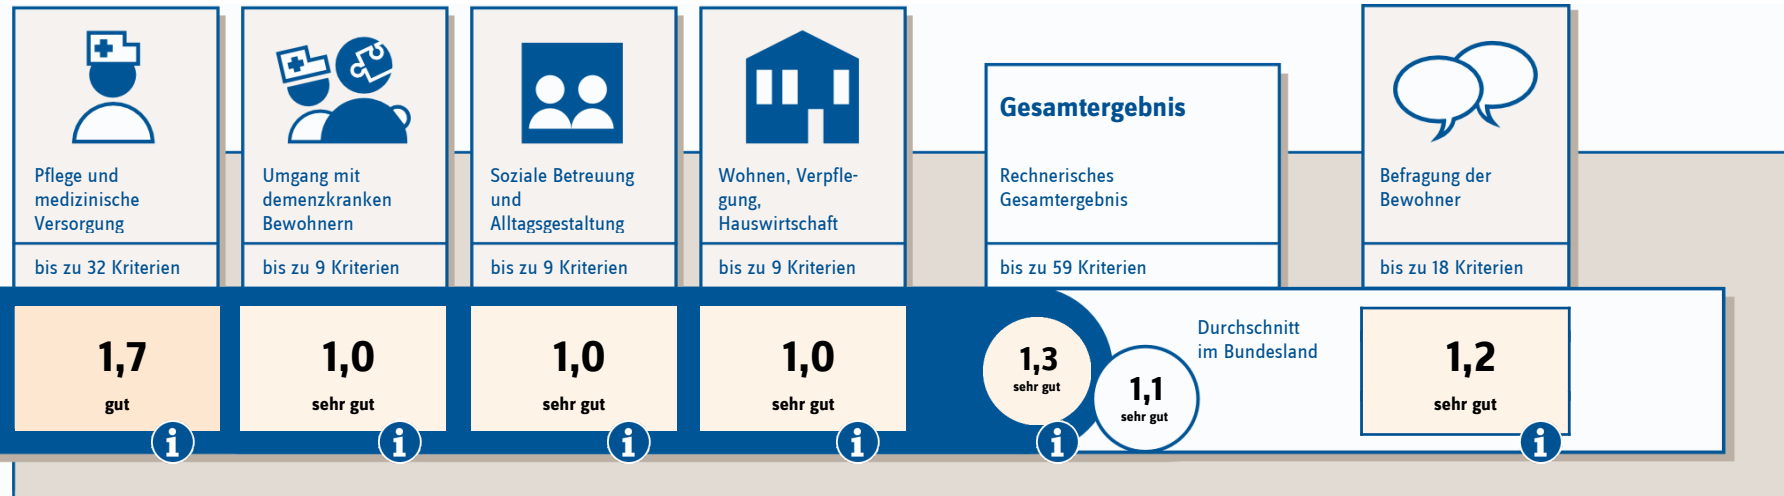 Pflege und
medizinische
Versorgung
bis zu 32 Kriterien
1,7
gut
Umgang mit
demenzkranken
Bewohnern
bis zu 9 Kriterien
1,0
sehr gut
Soziale Betreuung
und
Alltagsgestaltung
bis zu 9 Kriterien
1,0
sehr gut
Wohnen, Verpfle-
gung,
Hauswirtschaft
bis zu 9 Kriterien
1,0
sehr gut
Gesamtergebnis
Rechnerisches
Gesamtergebnis
bis zu 59 Kriterien
1,3
sehr gut
1,1
sehr gut
Durchschnitt
im Bundesland
Befragung der
Bewohner
bis zu 18 Kriterien
1,2
sehr gut